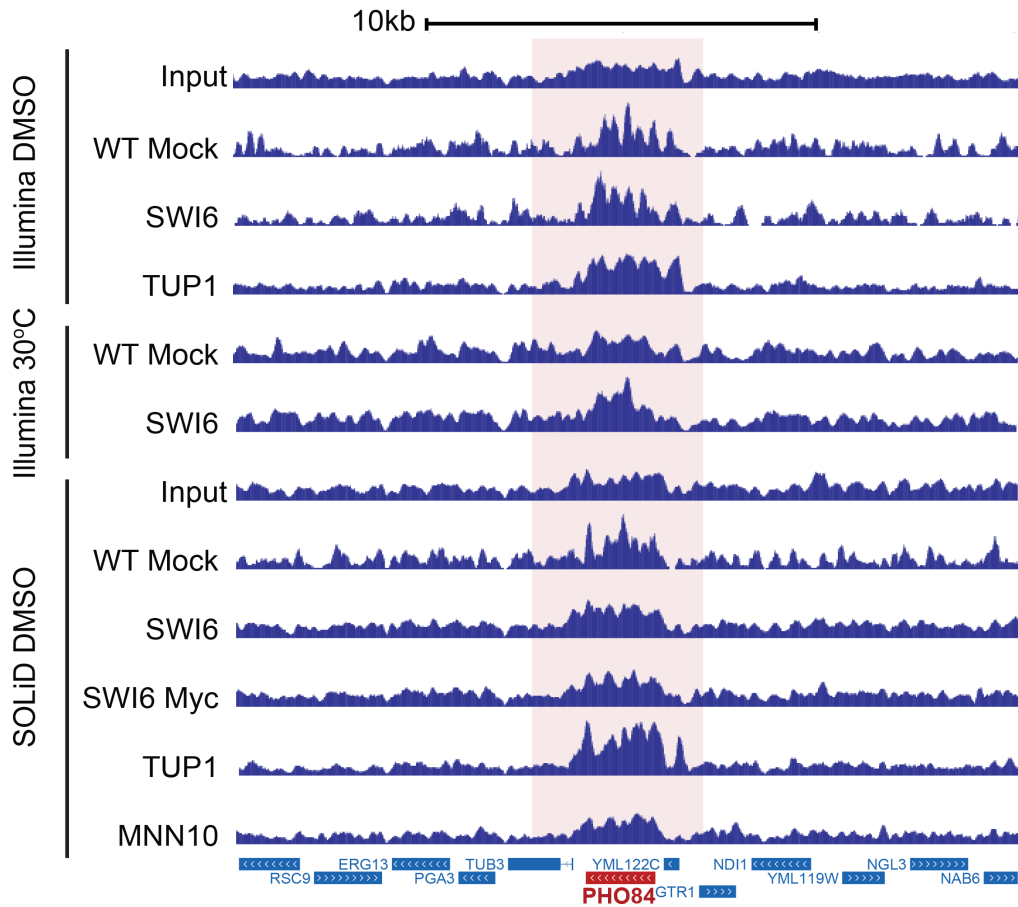 10kb
Illumina DMSO
Input
WT Mock
SWI6
TUP1
Illumina 30ºC
WT Mock
SWI6
SOLiD DMSO
Input
WT Mock
SWI6
SWI6 Myc
TUP1
MNN10
ERG13 TUB3 YML122C NDI1 NGL3
RSC9 PGA3 YML119W NAB6
PHO84 GTR1